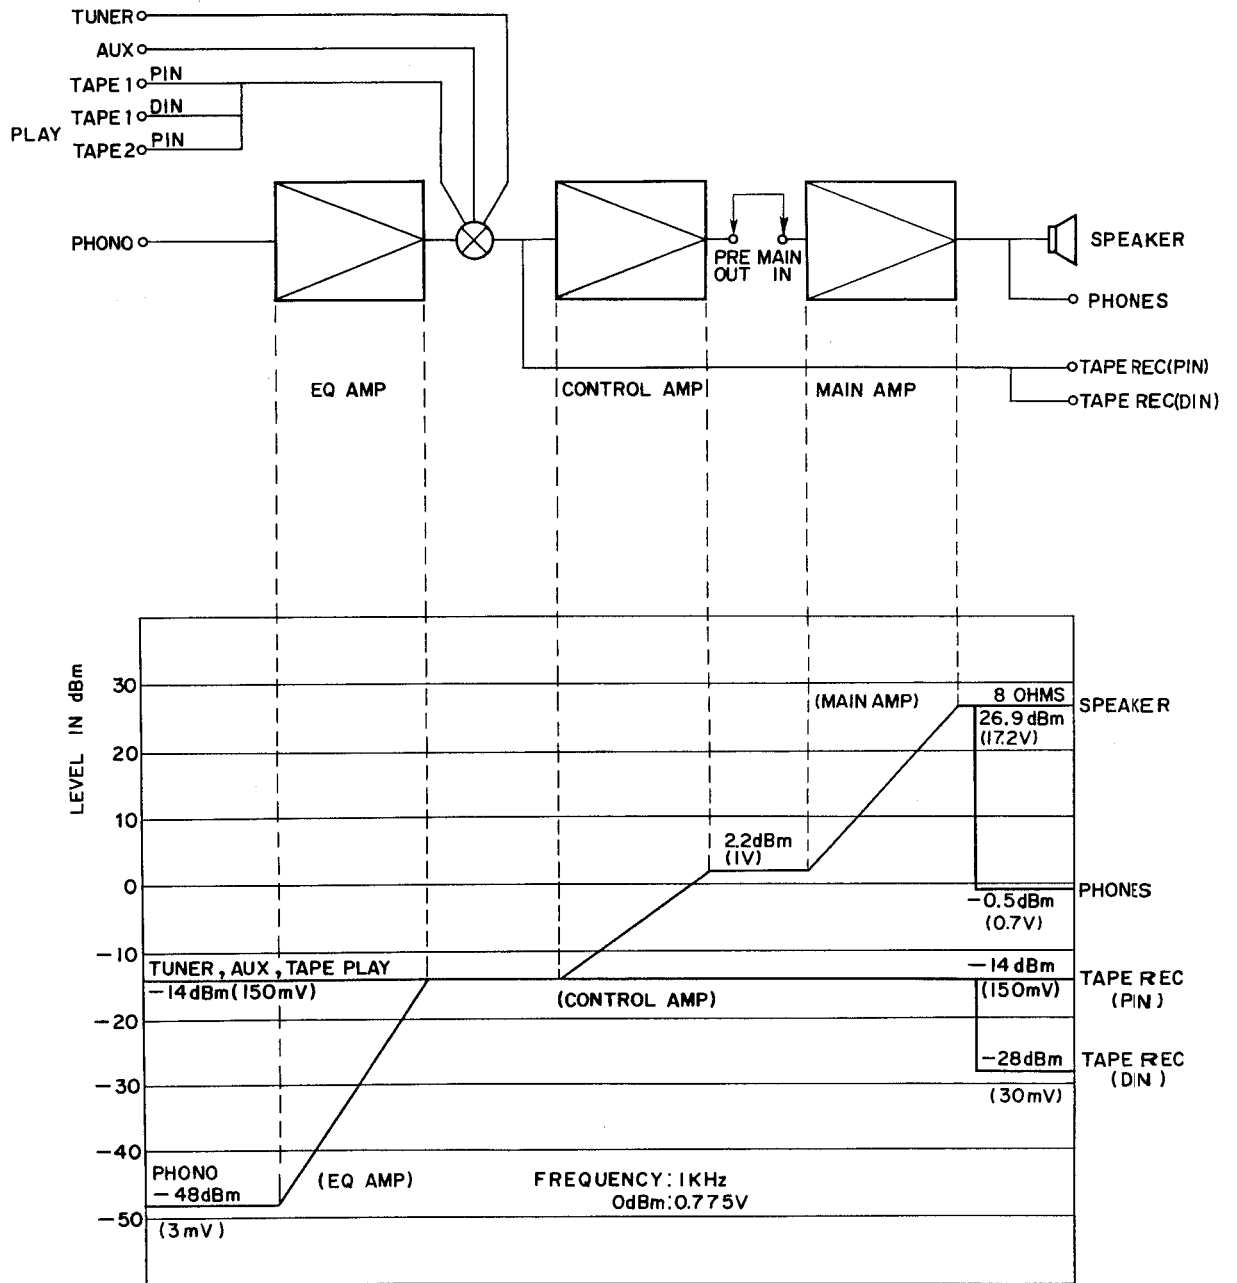 TUNER
AUX
TAPE 1 PIN
PLAY TAPE 1 DIN
TAPE 2 PIN
PHONO
PRE OUT
MAIN IN
SPEAKER
PHONES
TAPE REC(PIN)
TAPE REC(DIN)
EQ AMP
CONTROL AMP
MAIN AMP
LEVEL IN dBm
30
20
10
0
−10
−20
−30
−40
−50
(MAIN AMP)
8 OHMS
26.9 dBm
(17.2V)
SPEAKER
2.2dBm
(1V)
−0.5dBm
(0.7V)
PHONES
TUNER, AUX, TAPE PLAY
−14dBm(150mV)
(CONTROL AMP)
−14 dBm
(150mV)
TAPE REC
(PIN)
−28dBm
(30mV)
TAPE REC
(DIN)
PHONO
−48dBm
(3mV)
(EQ AMP)
FREQUENCY: 1KHz
0dBm: 0.775V